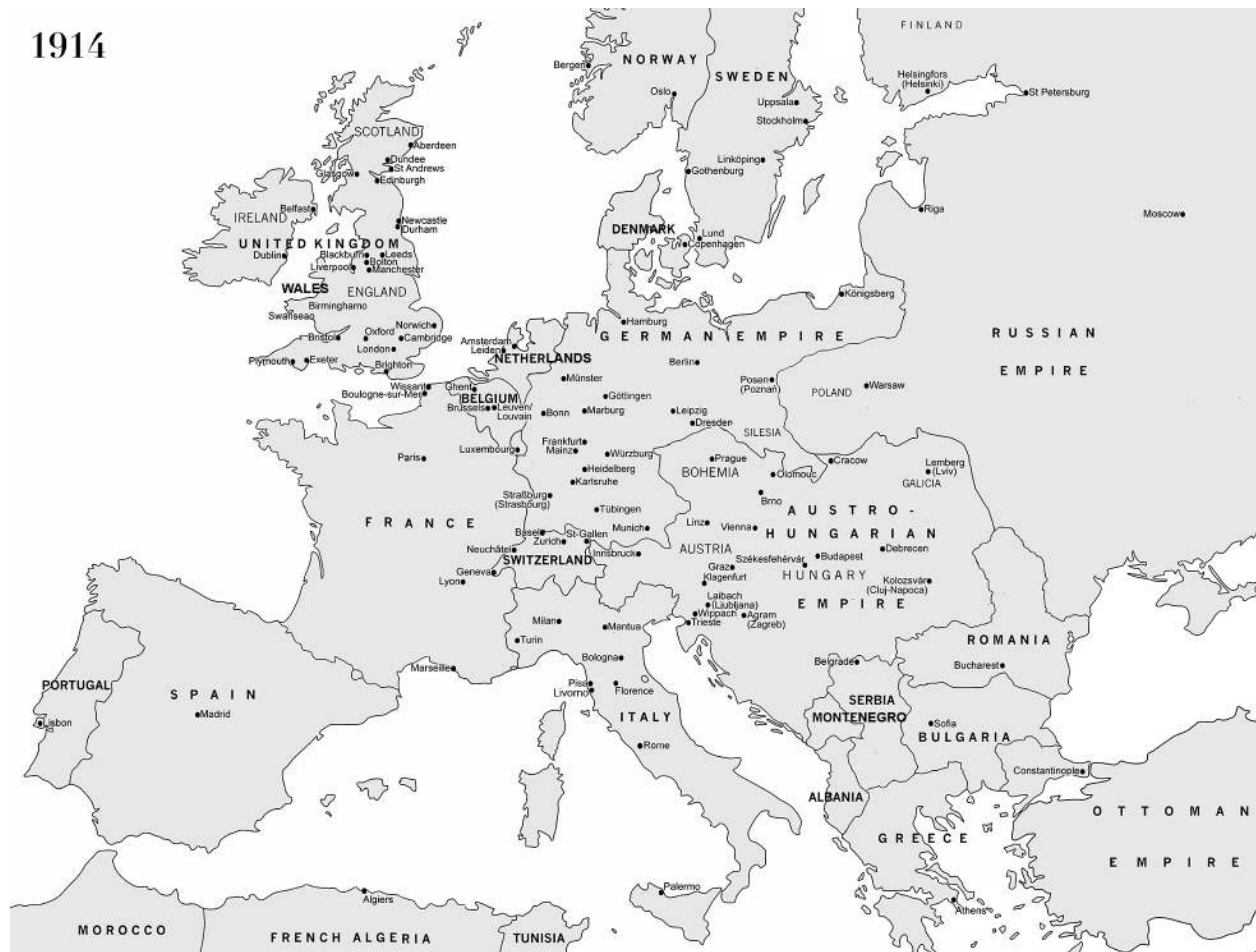 1914
FINLAND
NORWAY
SWEDEN
Bergen
Oslo
Helsingfors
(Helsinki)
St Petersburg
Uppsala
Stockholm
SCOTLAND
Aberdeen
Dundee
St Andrews
Glasgow
Edinburgh
Linköping
Gothenburg
IRELAND
Belfast
Newcastle
Durham
Riga
Moscow
UNITED KINGDOM
DENMARK
Lund
Copenhagen
Dublin
Blackburn
Leeds
Bolton
Liverpool
Manchester
WALES
ENGLAND
Birminghamo
Swanseao
Königsberg
Norwich
Hamburg
GERMAN EMPIRE
RUSSIAN
EMPIRE
Bristol
Oxford
Cambridge
London
Amsterdam
Leiden
NETHERLANDS
Plymouth
Exeter
Brighton
Berlin
Wissant
Boulogne-sur-Mer
Ghent
BELGIUM
Brussels
Leuven/
Louvain
Münster
Göttingen
Posen
(Poznań)
POLAND
Warsaw
Bonn
Marburg
Leipzig
Dresden
SILESIA
Paris
Luxembourg
Frankfurt
Mainz
Würzburg
Prague
BOHEMIA
Cracow
Olomouc
Lemberg
(Lviv)
GALICIA
Heidelberg
Karlsruhe
Straßburg
(Strasbourg)
Brno
FRANCE
Tübingen
AUSTRO-
HUNGARIAN
Linz
Vienna
Munich
Basel
Zurich
St-Gallen
Neuchâtel
SWITZERLAND
Innsbruck
AUSTRIA
Székesfehérvár
Budapest
Debrecen
Geneva
Lyon
Graz
Klagenfurt
HUNGARY
Kolozsvár
(Cluj-Napoca)
EMPIRE
Laibach
(Ljubljana)
Wippach
Trieste
Agram
(Zagreb)
Milan
Mantua
Turin
ROMANIA
Bologna
Marseille
Belgrade
Bucharest
PORTUGAL
SPAIN
Pisa
Livorno
Florence
SERBIA
MONTENEGRO
Madrid
Lisbon
ITALY
Sofia
BULGARIA
Rome
Constantinople
ALBANIA
OTTOMAN
GREECE
EMPIRE
Palermo
Algiers
Athens
MOROCCO
FRENCH ALGERIA
TUNISIA